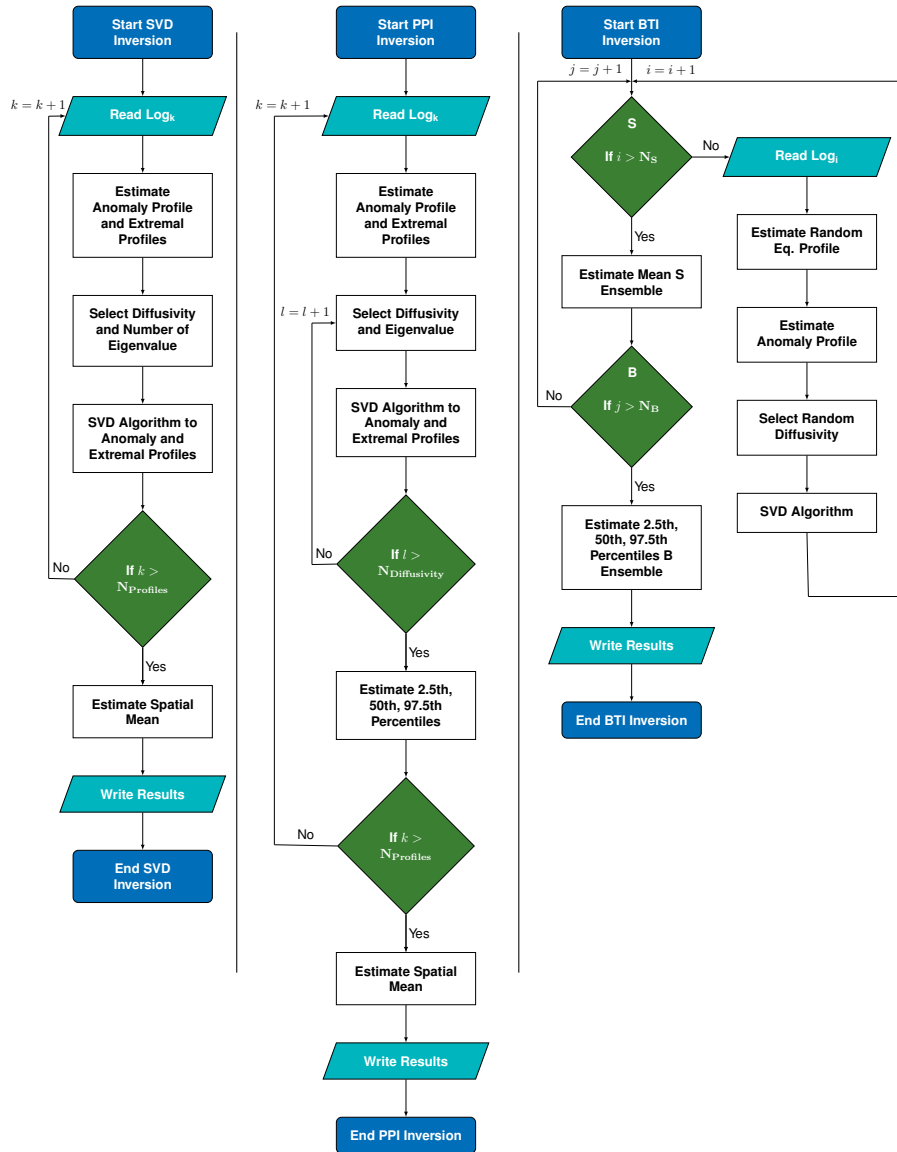 Start SVD
Inversion
k = k + 1
Read Log_k
Estimate
Anomaly Profile
and Extremal
Profiles
Select Diffusivity
and Number of
Eigenvalue
SVD Algorithm to
Anomaly and
Extremal Profiles
If k >
N_Profiles
No
Yes
Estimate Spatial
Mean
Write Results
End SVD
Inversion
Start PPI
Inversion
k = k + 1
Read Log_k
Estimate
Anomaly Profile
and Extremal
Profiles
l = l + 1
Select Diffusivity
and Eigenvalue
SVD Algorithm to
Anomaly and
Extremal Profiles
If l >
N_Diffusivity
No
Yes
Estimate 2.5th,
50th, 97.5th
Percentiles
If k >
N_Profiles
No
Yes
Estimate Spatial
Mean
Write Results
End PPI Inversion
Start BTI
Inversion
j = j + 1
i = i + 1
S
If i > N_S
No
Yes
Estimate Mean S
Ensemble
B
If j > N_B
No
Yes
Estimate 2.5th,
50th, 97.5th
Percentiles B
Ensemble
Write Results
End BTI Inversion
Read Log_i
Estimate Random
Eq. Profile
Estimate
Anomaly Profile
Select Random
Diffusivity
SVD Algorithm